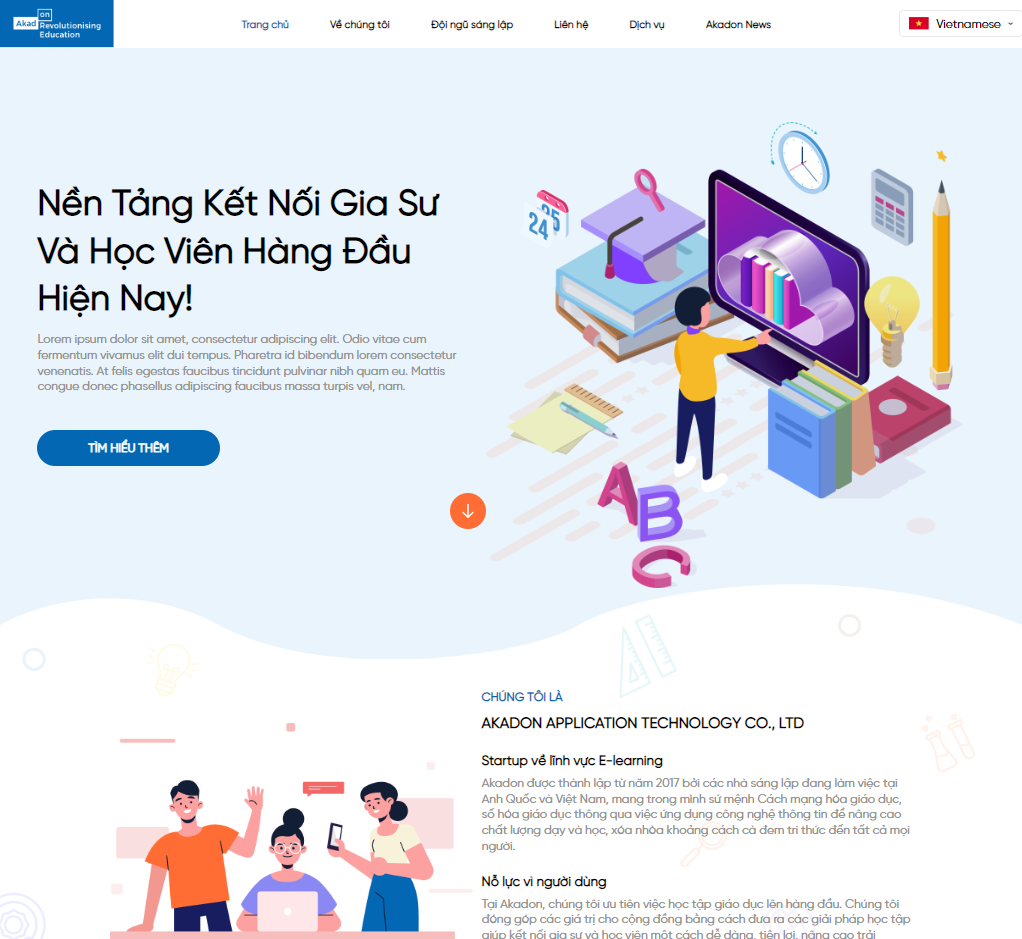 Akad on
Revolutionising
Education
Trang chủ
Về chúng tôi
Đội ngũ sáng lập
Liên hệ
Dịch vụ
Akadon News
Vietnamese
Nền Tảng Kết Nối Gia Sư
Và Học Viên Hàng Đầu
Hiện Nay!
Lorem ipsum dolor sit amet, consectetur adipiscing elit. Odio vitae cum
fermentum vivamus elit dui tempus. Pharetra id bibendum lorem consectetur
venenatis. At felis egestas faucibus tincidunt pulvinar nibh quam eu. Mattis
congue donec phasellus adipiscing faucibus massa turpis vel, nam.
TÌM HIỂU THÊM
25
24
A
B
C
CHÚNG TÔI LÀ
AKADON APPLICATION TECHNOLOGY CO., LTD
Startup về lĩnh vực E-learning
Akadon được thành lập từ năm 2017 bởi các nhà sáng lập đang làm việc tại
Anh Quốc và Việt Nam, mang trong mình sứ mệnh Cách mạng hóa giáo dục,
số hóa giáo dục thông qua việc ứng dụng công nghệ thông tin để nâng cao
chất lượng dạy và học, xóa nhòa khoảng cách cà đem tri thức đến tất cả mọi
người.
Nỗ lực vì người dùng
Tại Akadon, chúng tôi ưu tiên việc học tập giáo dục lên hàng đầu. Chúng tôi
đóng góp các giá trị cho cộng đồng bằng cách đưa ra các giải pháp học tập
giúp kết nối gia sư và học viên một cách dễ dàng, tiện lợi, nâng cao trải